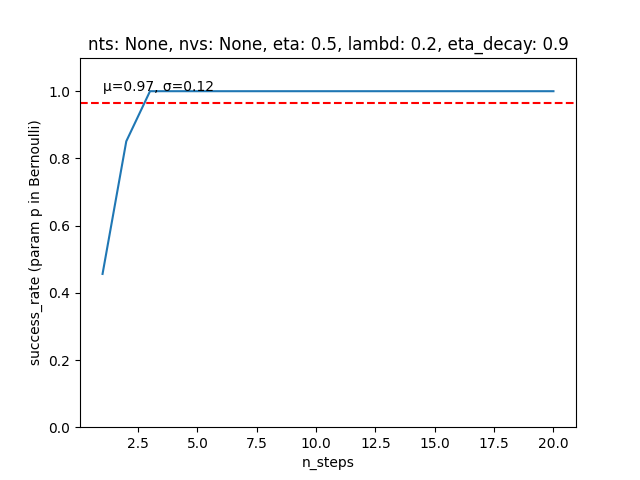 nts: None, nvs: None, eta: 0.5, lambd: 0.2, eta_decay: 0.9
μ=0.97, σ=0.12
success_rate (param p in Bernoulli)
1.0
0.8
0.6
0.4
0.2
0.0
2.5 5.0 7.5 10.0 12.5 15.0 17.5 20.0
n_steps